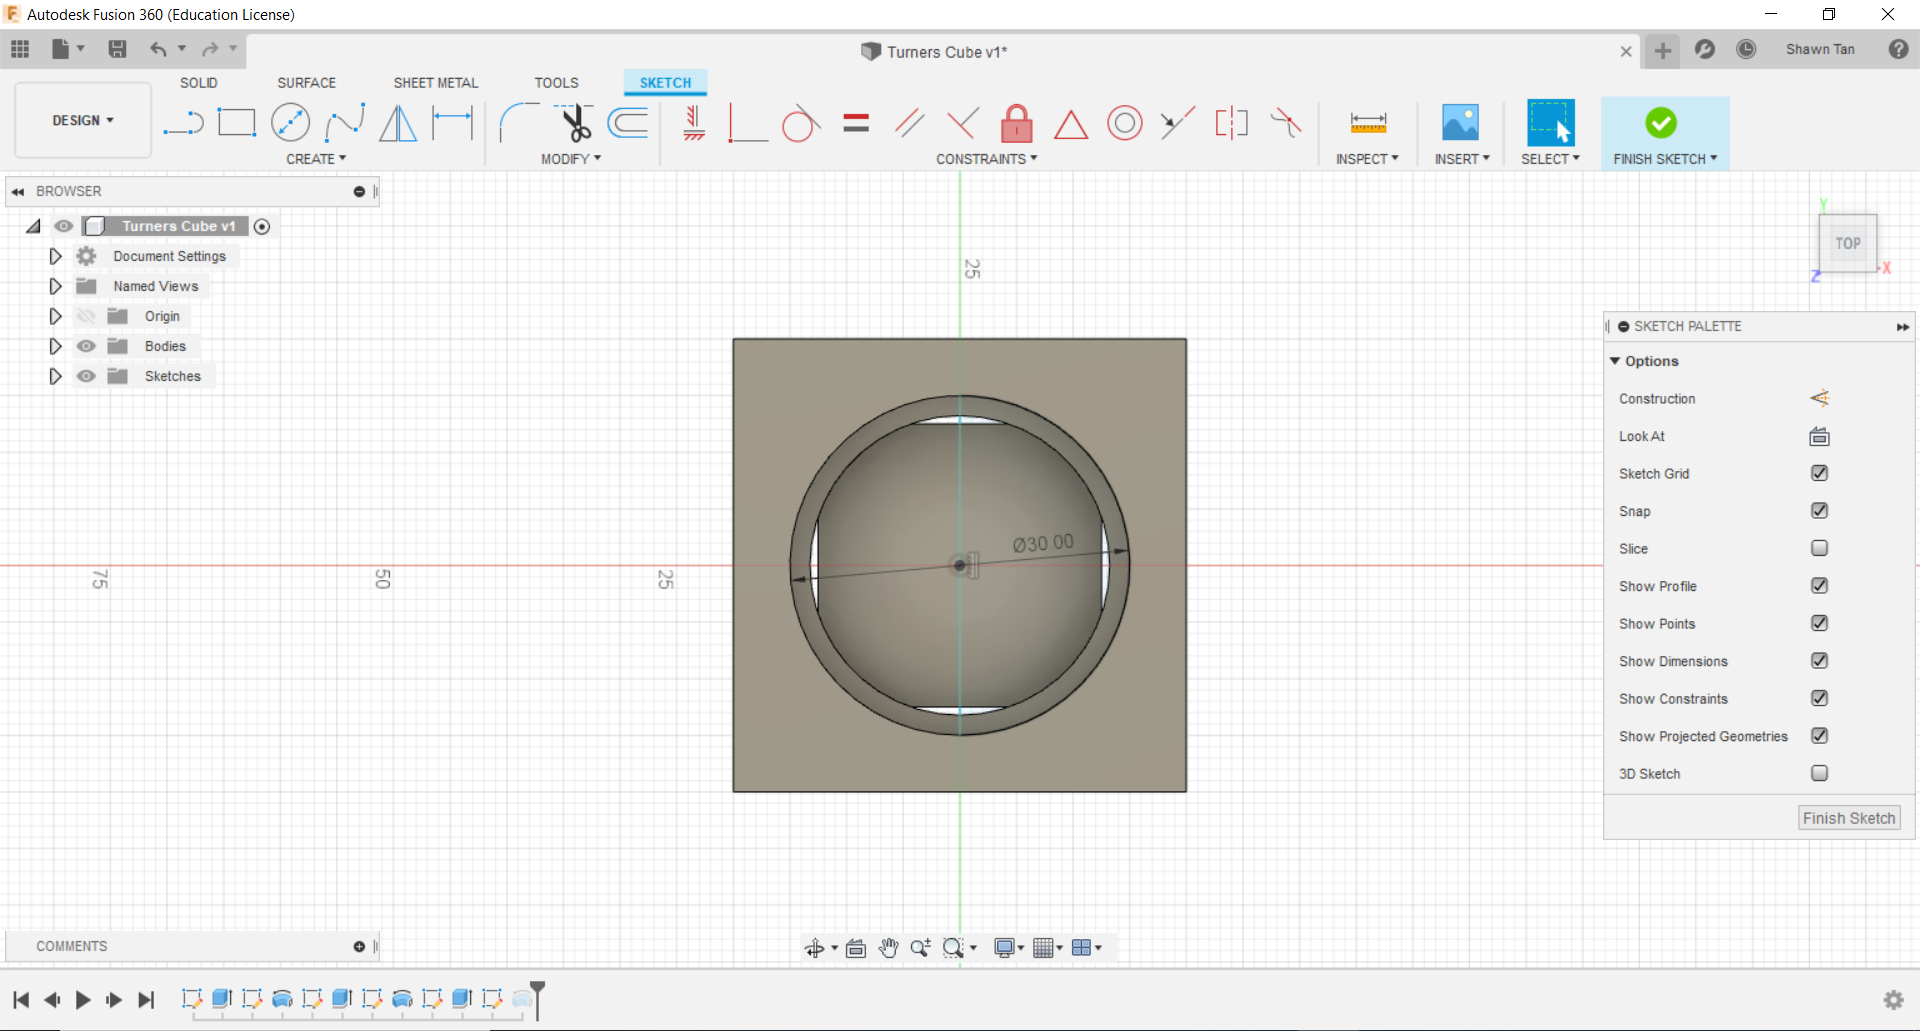 Autodesk Fusion 360 (Education License)
Turners Cube v1*
Shawn Tan
SOLID
SURFACE
SHEET METAL
TOOLS
SKETCH
DESIGN
CREATE
MODIFY
CONSTRAINTS
INSPECT
INSERT
SELECT
FINISH SKETCH
BROWSER
Turners Cube v1
Document Settings
Named Views
Origin
Bodies
Sketches
Y
TOP
X
Z
25
75
50
25
Ø30.00
SKETCH PALETTE
Options
Construction
Look At
Sketch Grid
Snap
Slice
Show Profile
Show Points
Show Dimensions
Show Constraints
Show Projected Geometries
3D Sketch
Finish Sketch
COMMENTS